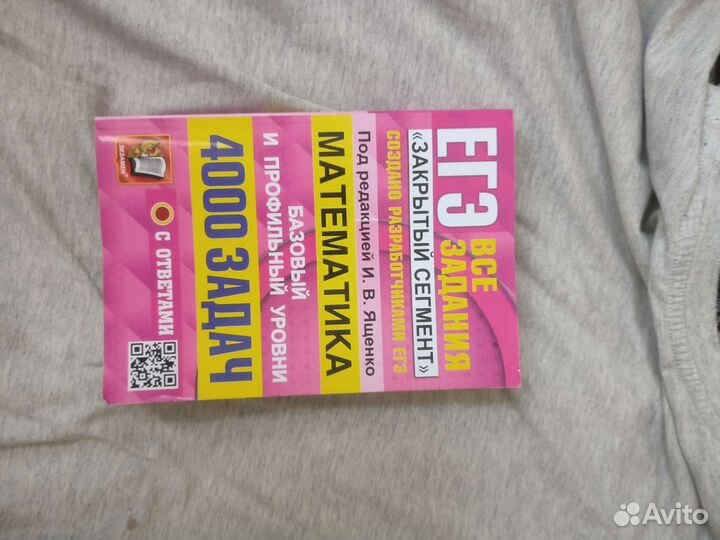 ЕГЭ
ВСЕ
ЗАДАНИЯ
«ЗАКРЫТЫЙ СЕГМЕНТ»
СОЗДАНО РАЗРАБОТЧИКАМИ ЕГЭ
Под редакцией И. В. Ященко
МАТЕМАТИКА
БАЗОВЫЙ
И ПРОФИЛЬНЫЙ УРОВНИ
4000 ЗАДАЧ
С ОТВЕТАМИ
ЭКЗАМЕН
Avito